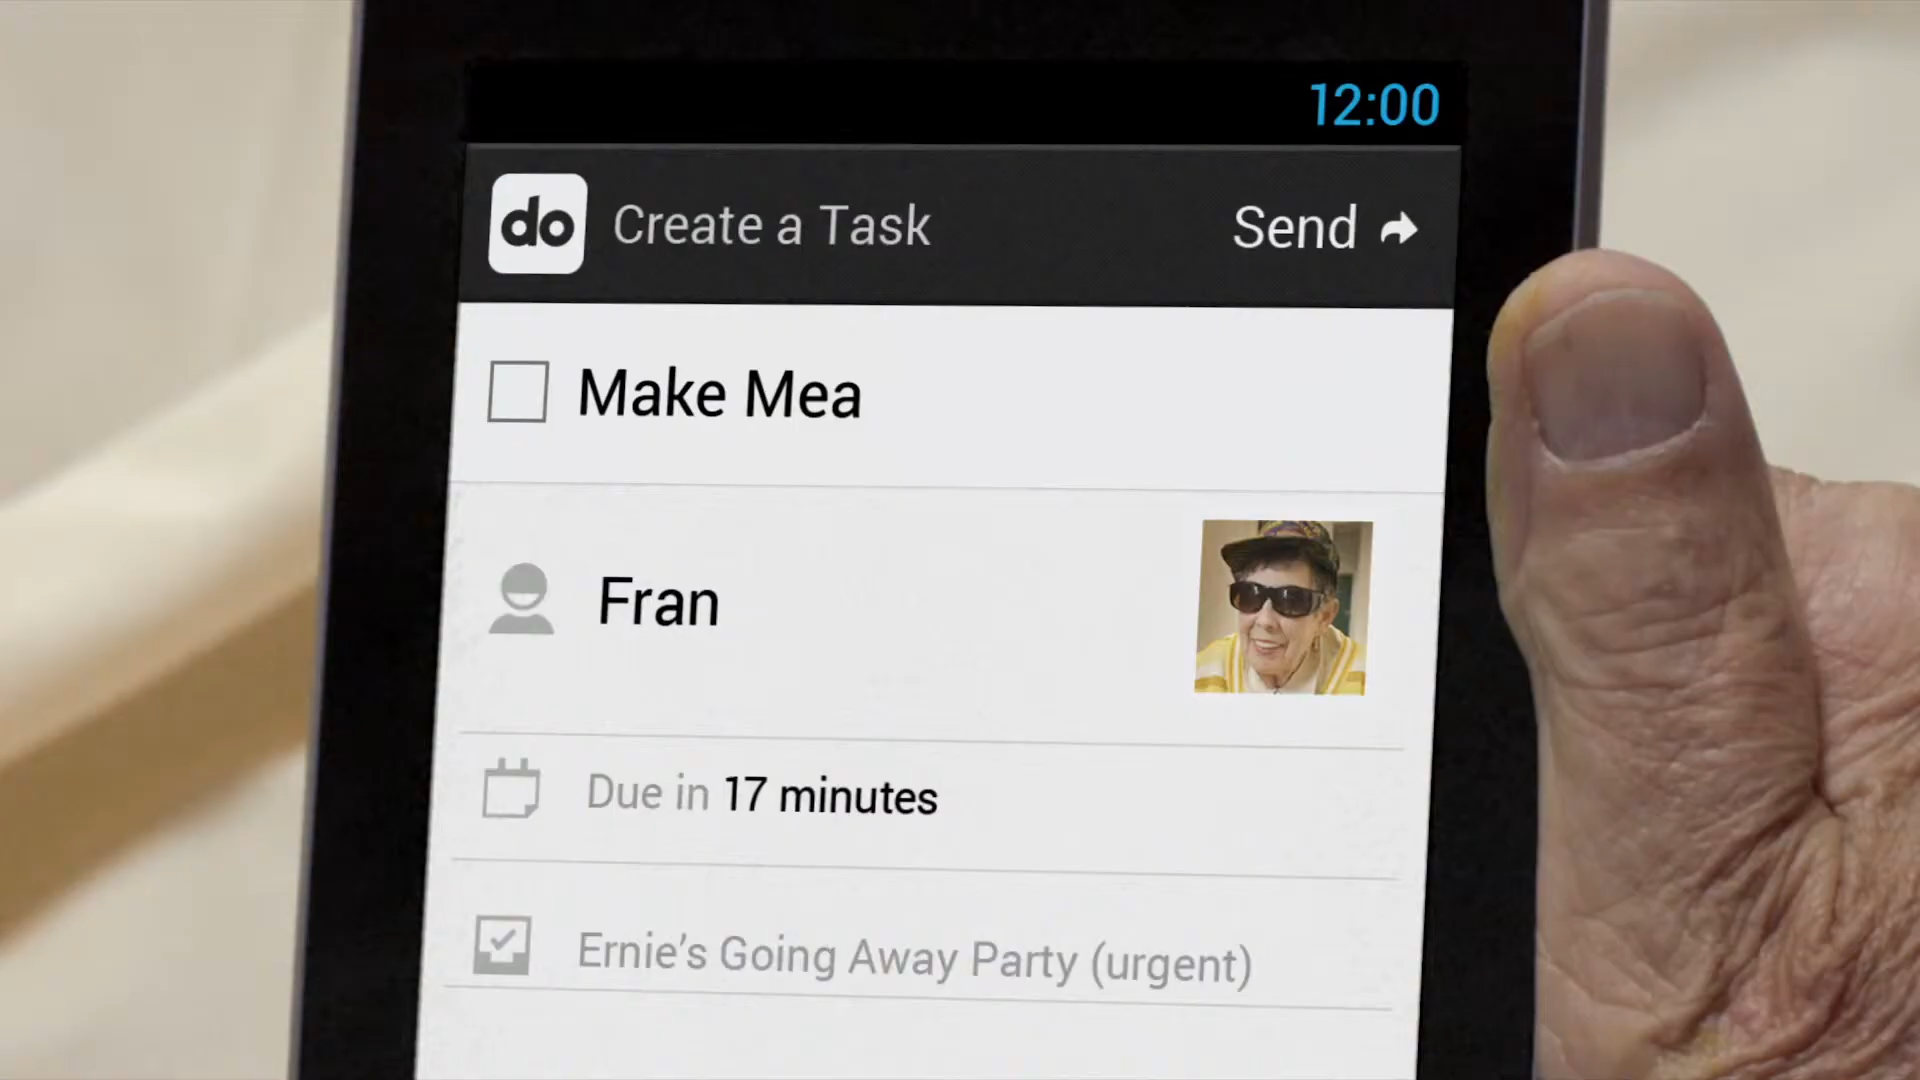 12:00
do Create a Task Send
Make Mea
Fran
Due in 17 minutes
Ernie's Going Away Party (urgent)